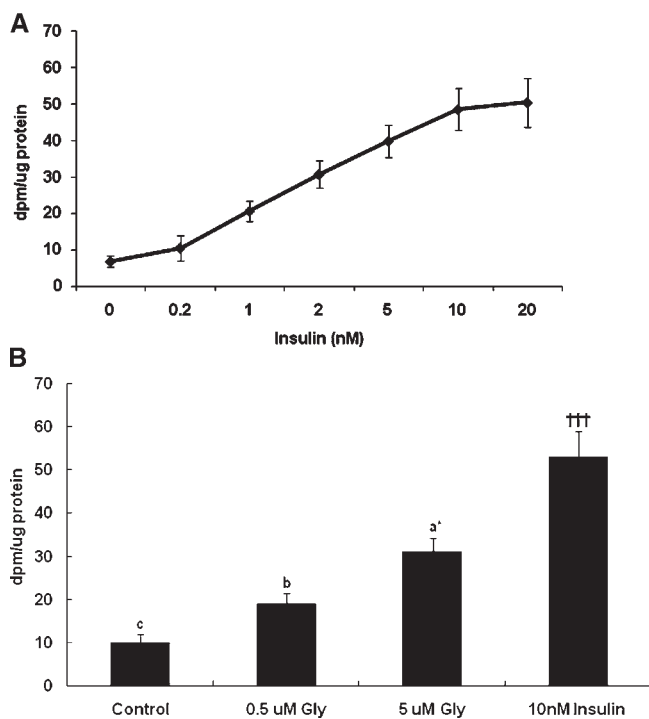 A
70
60
50
40
30
20
10
0
dpm/ug protein
0 0.2 1 2 5 10 20
Insulin (nM)
B
70
60
50
40
30
20
10
0
dpm/ug protein
c
b
a*
†††
Control 0.5 uM Gly 5 uM Gly 10nM Insulin